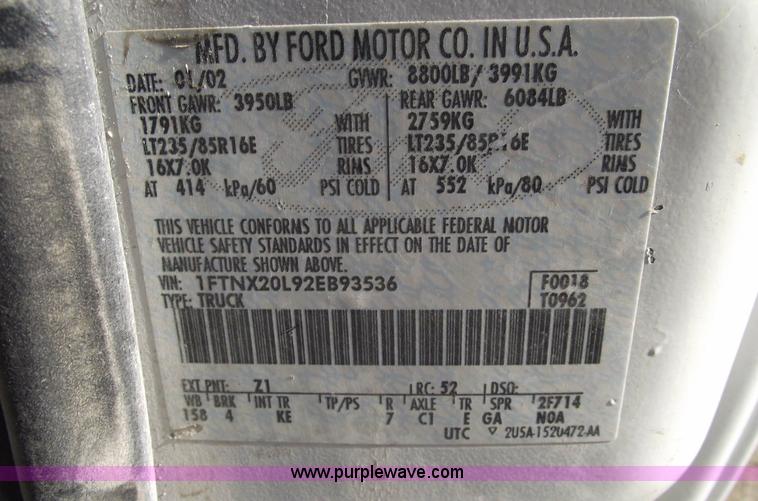 MFD. BY FORD MOTOR CO. IN U.S.A.
DATE: 01/02 GVWR: 8800LB/ 3991KG
FRONT GAWR: 3950LB REAR GAWR: 6084LB
1791KG WITH 2759KG WITH
LT235/85R16E TIRES LT235/85R16E TIRES
16X7.0K RIMS 16X7.0K RIMS
AT 414 kPa/60 PSI COLD AT 552 kPa/80 PSI COLD
THIS VEHICLE CONFORMS TO ALL APPLICABLE FEDERAL MOTOR
VEHICLE SAFETY STANDARDS IN EFFECT ON THE DATE OF
MANUFACTURE SHOWN ABOVE.
VIN: 1FTNX20L92EB93536 F0018
TYPE: TRUCK T0962
EXT PNT: Z1 RC: 52 DSO:
WB BRK INT TR TP/PS R AXLE TR SPR 2F714
158 4 KE 7 C1 E GA NOA
UTC ▽ 2U5A-1520472-AA
www.purplewave.com